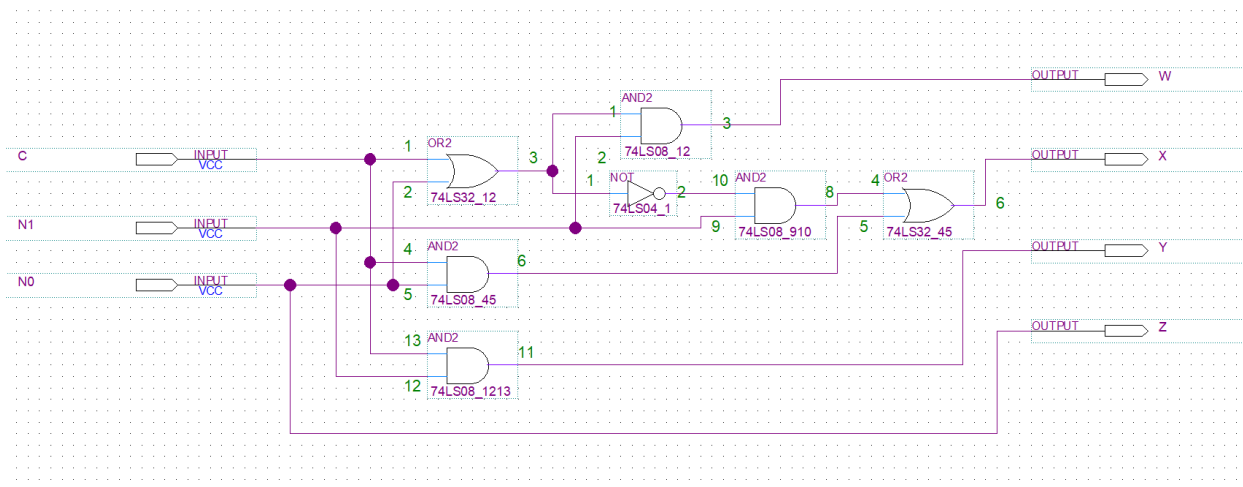 OUTPUT W
AND2
1 3
74LS08_12
2
C INPUT VCC
1 OR2 3
2
74LS32_12
OUTPUT X
1 NOT 2
74LS04_1
10 AND2 8
9
74LS08_910
4 OR2 6
5
74LS32_45
N1 INPUT VCC
4 AND2 6
5
74LS08_45
OUTPUT Y
N0 INPUT VCC
OUTPUT Z
13 AND2 11
12
74LS08_1213